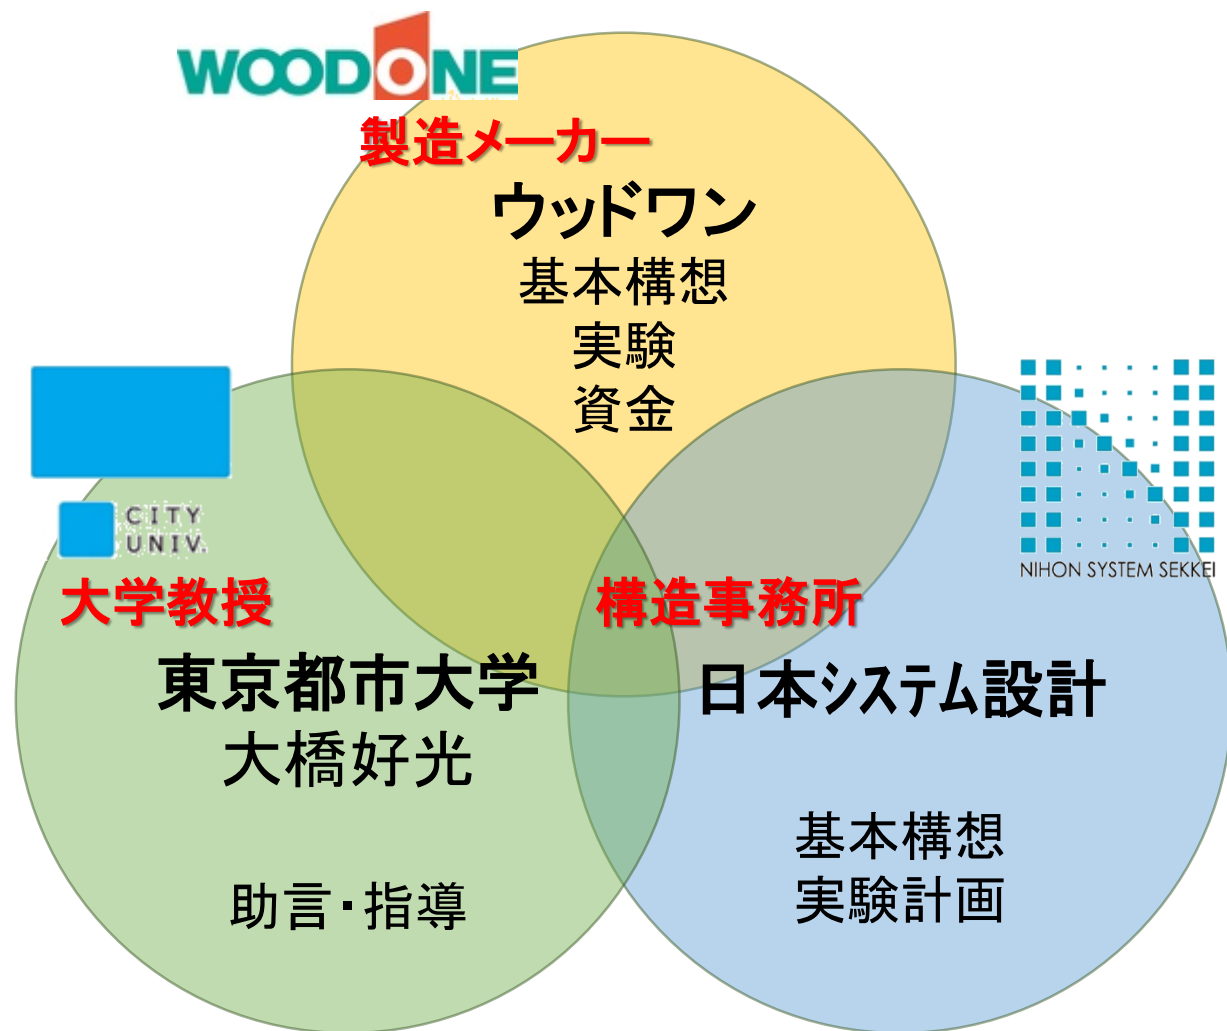 WOODONE
製造メーカー
ウッドワン
基本構想
実験
資金
CITY
UNIV.
大学教授
東京都市大学
大橋好光
助言・指導
NIHON SYSTEM SEKKEI
構造事務所
日本システム設計
基本構想
実験計画